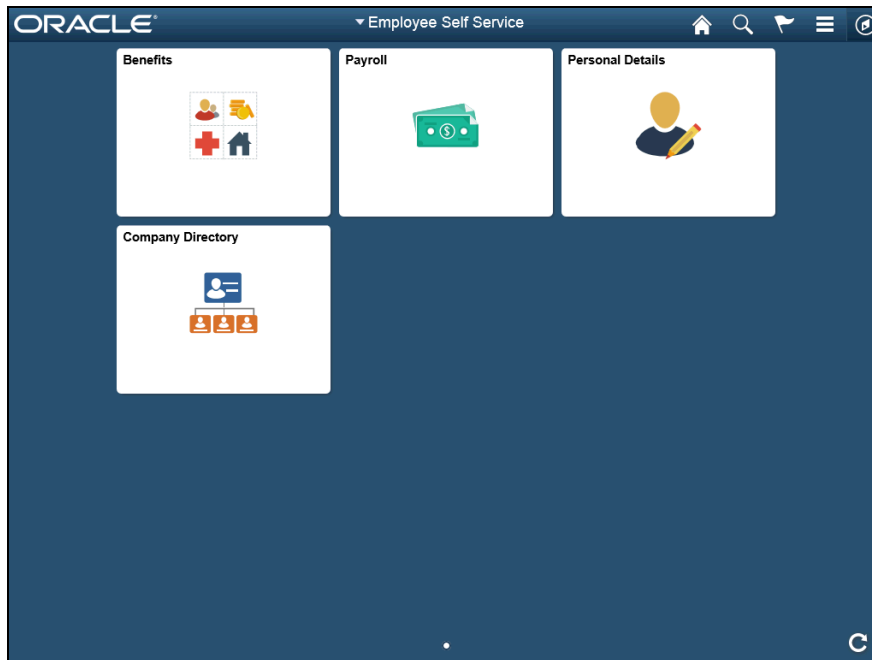 ORACLE
Employee Self Service
Benefits
Payroll
Personal Details
Company Directory